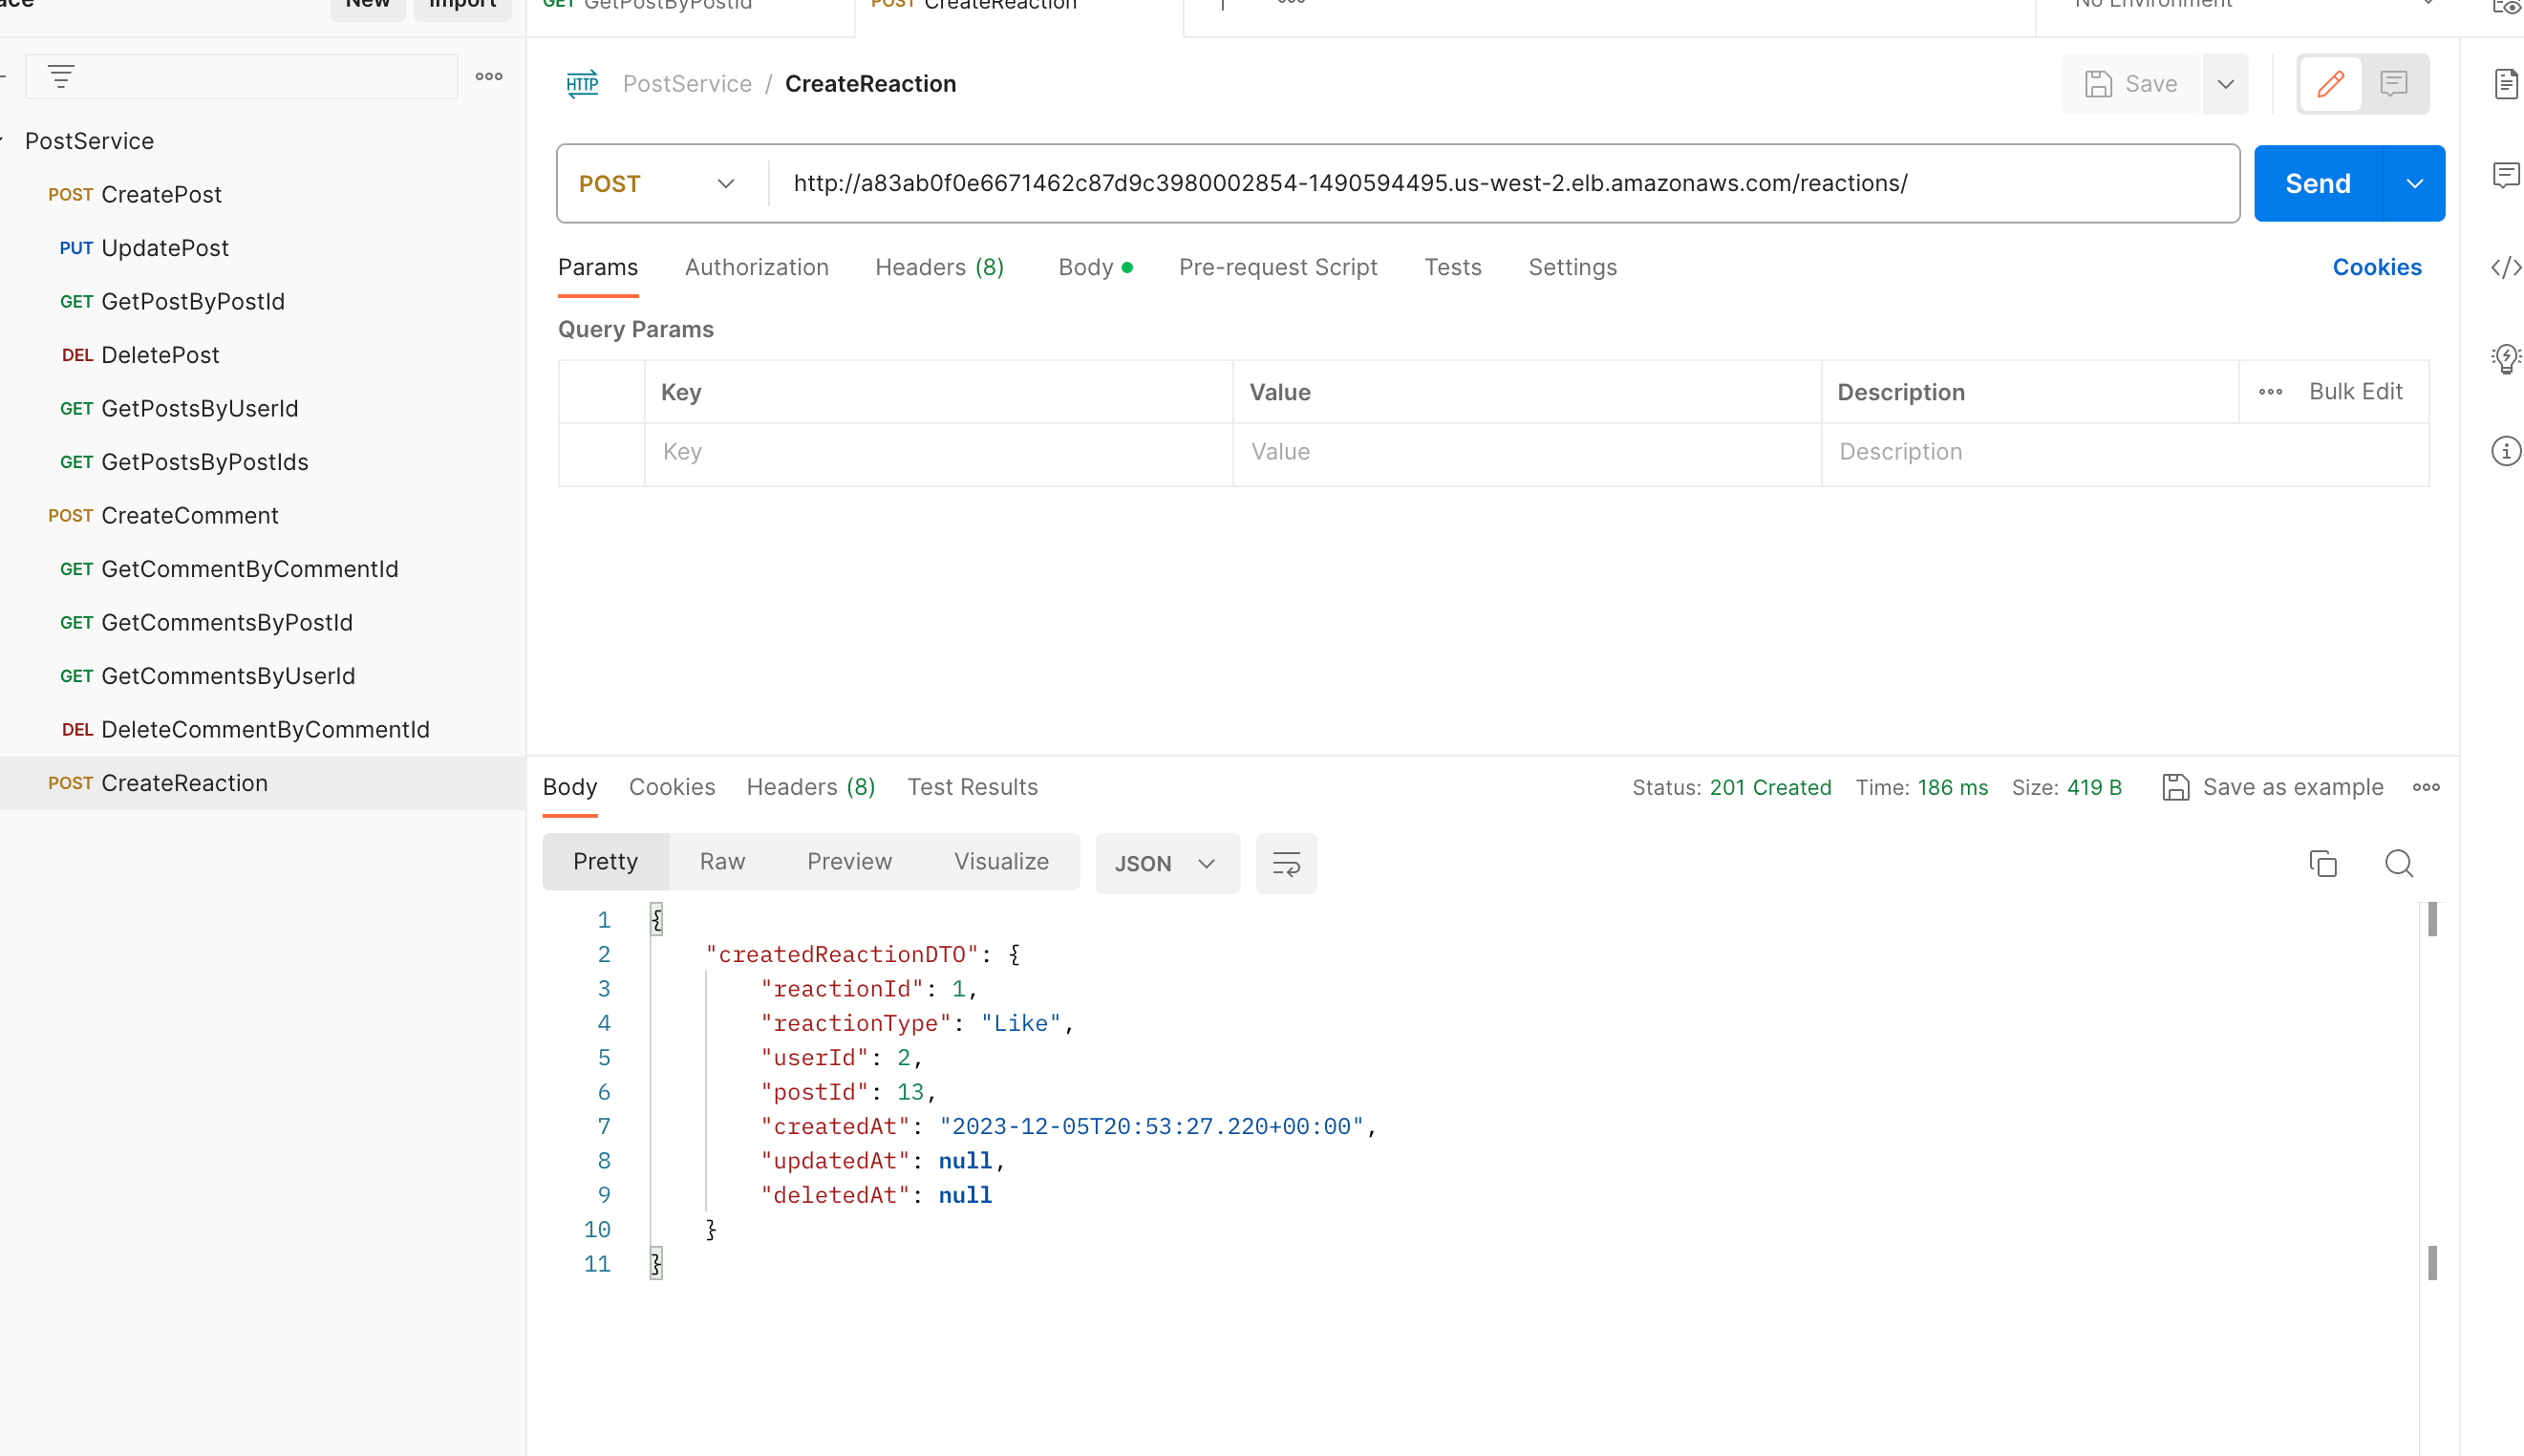 ace New Import
GET GetPostByPostId
POST CreateReaction
No Environment
PostService
POST CreatePost
PUT UpdatePost
GET GetPostByPostId
DEL DeletePost
GET GetPostsByUserId
GET GetPostsByPostIds
POST CreateComment
GET GetCommentByCommentId
GET GetCommentsByPostId
GET GetCommentsByUserId
DEL DeleteCommentByCommentId
POST CreateReaction
HTTP PostService / CreateReaction
Save
POST http://a83ab0f0e6671462c87d9c3980002854-1490594495.us-west-2.elb.amazonaws.com/reactions/ Send
Params Authorization Headers (8) Body Pre-request Script Tests Settings Cookies
Query Params
Key Value Description Bulk Edit
Key Value Description
Body Cookies Headers (8) Test Results Status: 201 Created Time: 186 ms Size: 419 B Save as example
Pretty Raw Preview Visualize JSON
1 {
2 "createdReactionDTO": {
3 "reactionId": 1,
4 "reactionType": "Like",
5 "userId": 2,
6 "postId": 13,
7 "createdAt": "2023-12-05T20:53:27.220+00:00",
8 "updatedAt": null,
9 "deletedAt": null
10 }
11 }